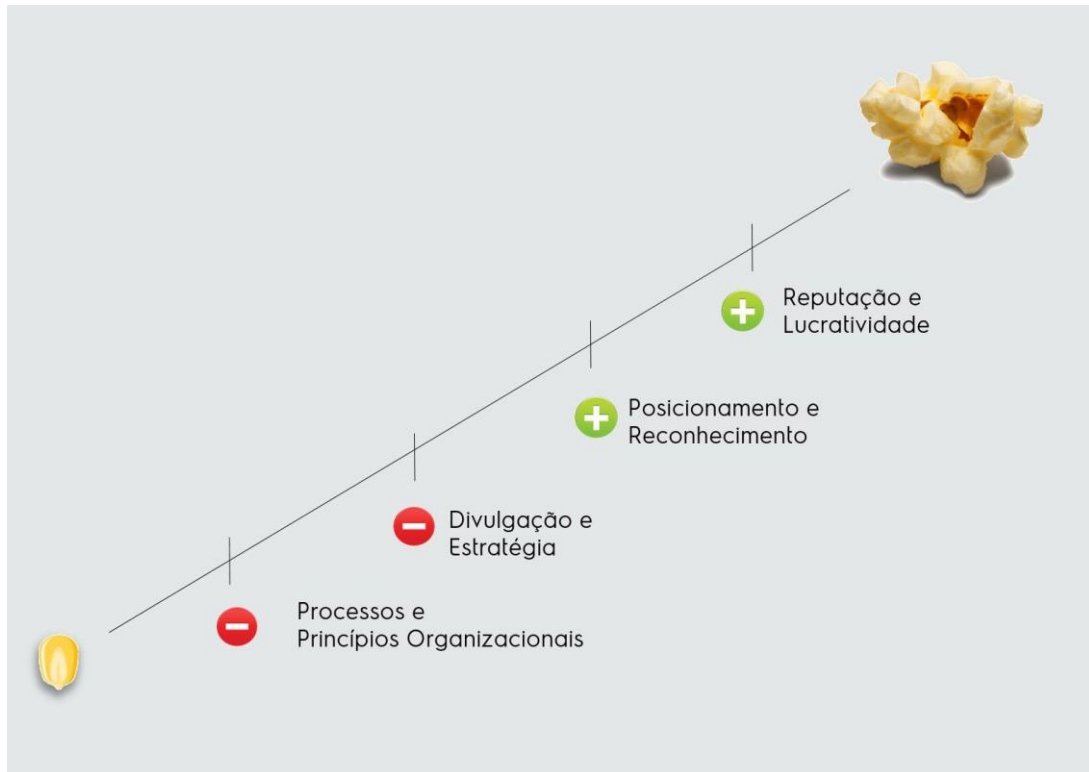 Reputação e
Lucratividade
Posicionamento e
Reconhecimento
Divulgação e
Estratégia
Processos e
Princípios Organizacionais